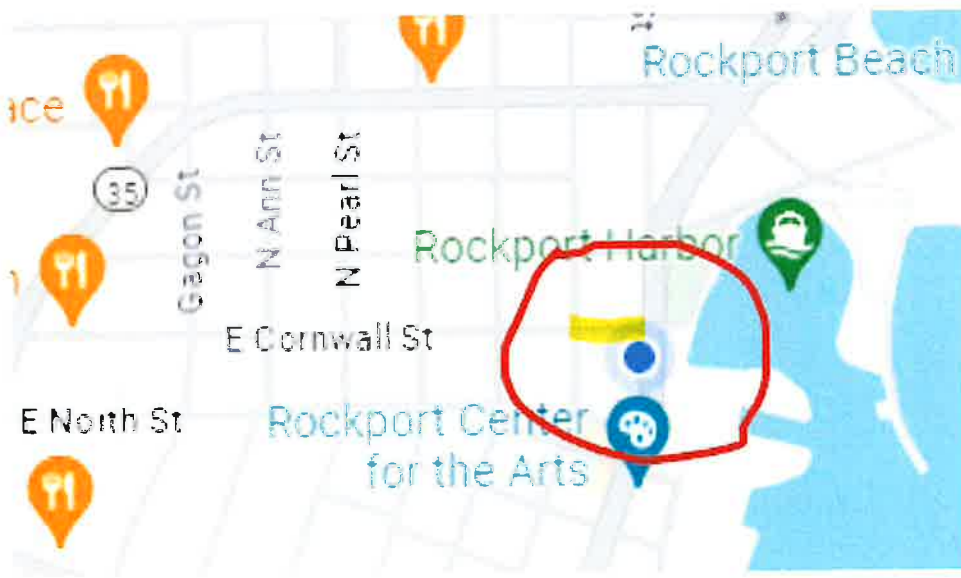 Rockport Beach
ace
35
Gagon St
N Ann St
N Pearl St
Rockport Harbor
E Cornwall St
E North St
Rockport Center
for the Arts